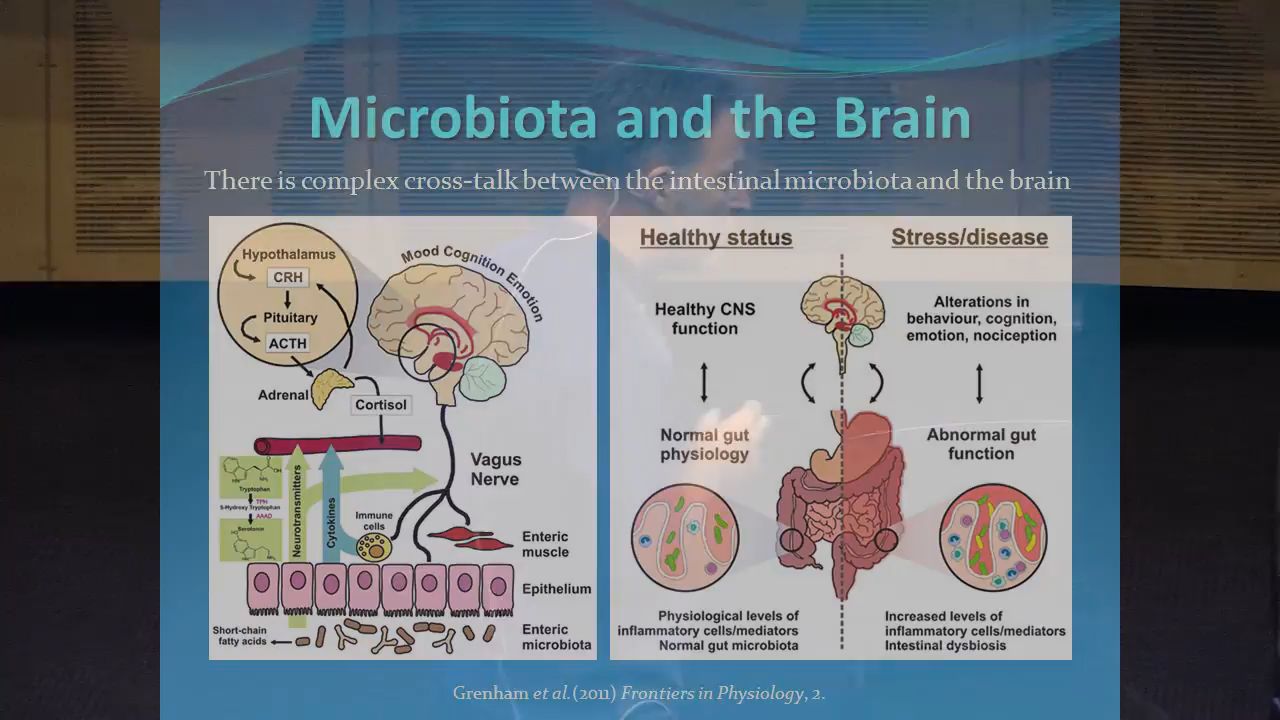 Microbiota and the Brain
There is complex cross-talk between the intestinal microbiota and the brain
Hypothalamus
CRH
Pituitary
ACTH
Adrenal
Cortisol
Mood Cognition Emotion
Vagus
Nerve
Tryptophan
TPH
5-Hydroxy Tryptophan
AAAD
Serotonin
Neurotransmitters
Cytokines
Immune
cells
Enteric
muscle
Epithelium
Short-chain
fatty acids
Enteric
microbiota
Healthy status
Stress/disease
Healthy CNS
function
Alterations in
behaviour, cognition,
emotion, nociception
Normal gut
physiology
Abnormal gut
function
Physiological levels of
inflammatory cells/mediators
Normal gut microbiota
Increased levels of
inflammatory cells/mediators
Intestinal dysbiosis
Grenham et al.(2011) Frontiers in Physiology, 2.